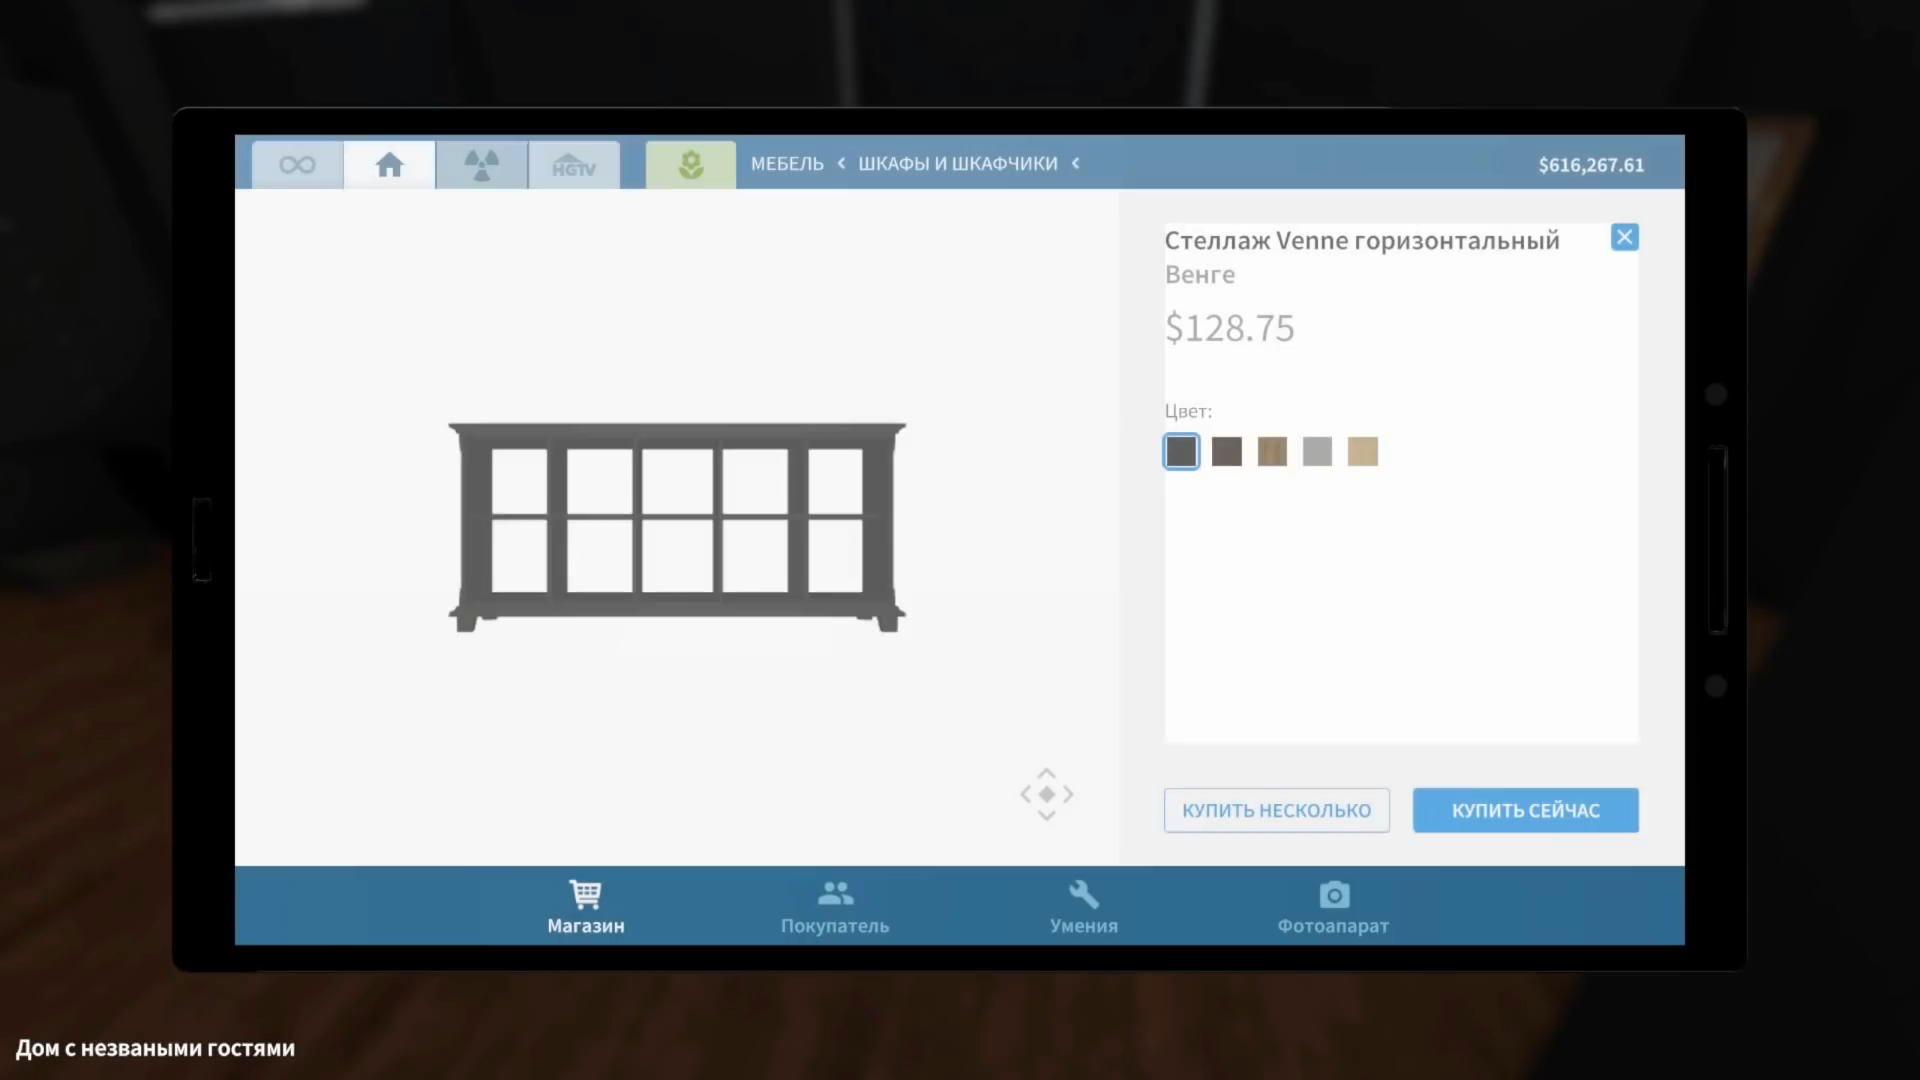 HGTV
МЕБЕЛЬ < ШКАФЫ И ШКАФЧИКИ <
$616,267.61
Стеллаж Venne горизонтальный
Венге
$128.75
Цвет:
КУПИТЬ НЕСКОЛЬКО
КУПИТЬ СЕЙЧАС
Магазин
Покупатель
Умения
Фотоапарат
Дом с незваными гостями